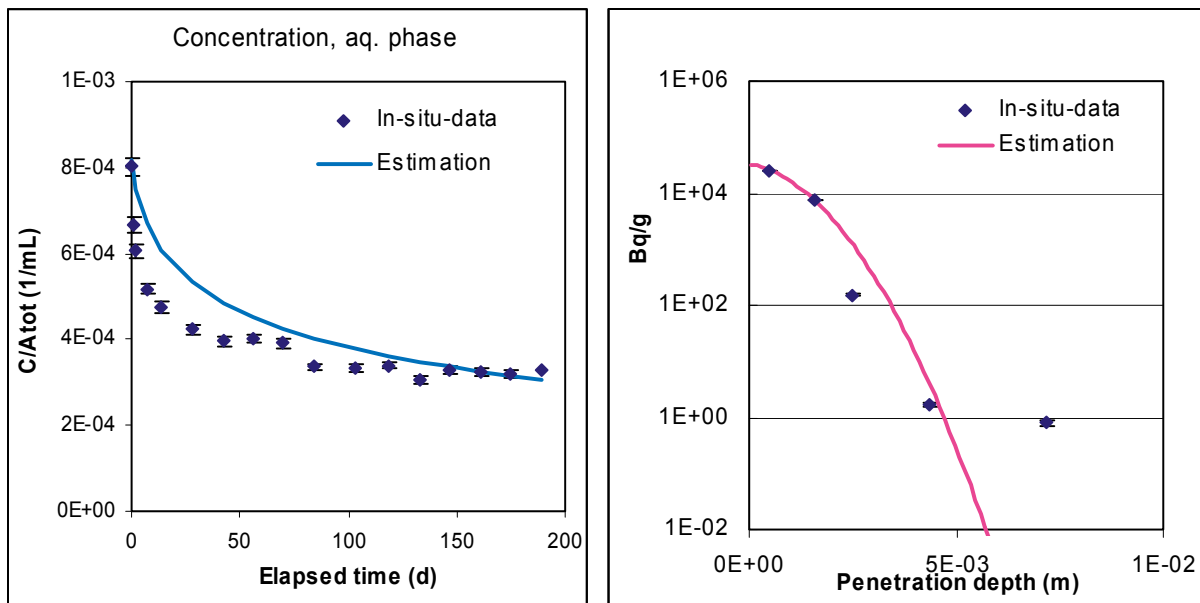 Concentration, aq. phase
1E-03
8E-04
6E-04
4E-04
2E-04
0E+00
C/Atot (1/mL)
In-situ-data
Estimation
0
50
100
150
200
Elapsed time (d)
1E+06
1E+04
1E+02
1E+00
1E-02
Bq/g
In-situ-data
Estimation
0E+00
5E-03
1E-02
Penetration depth (m)